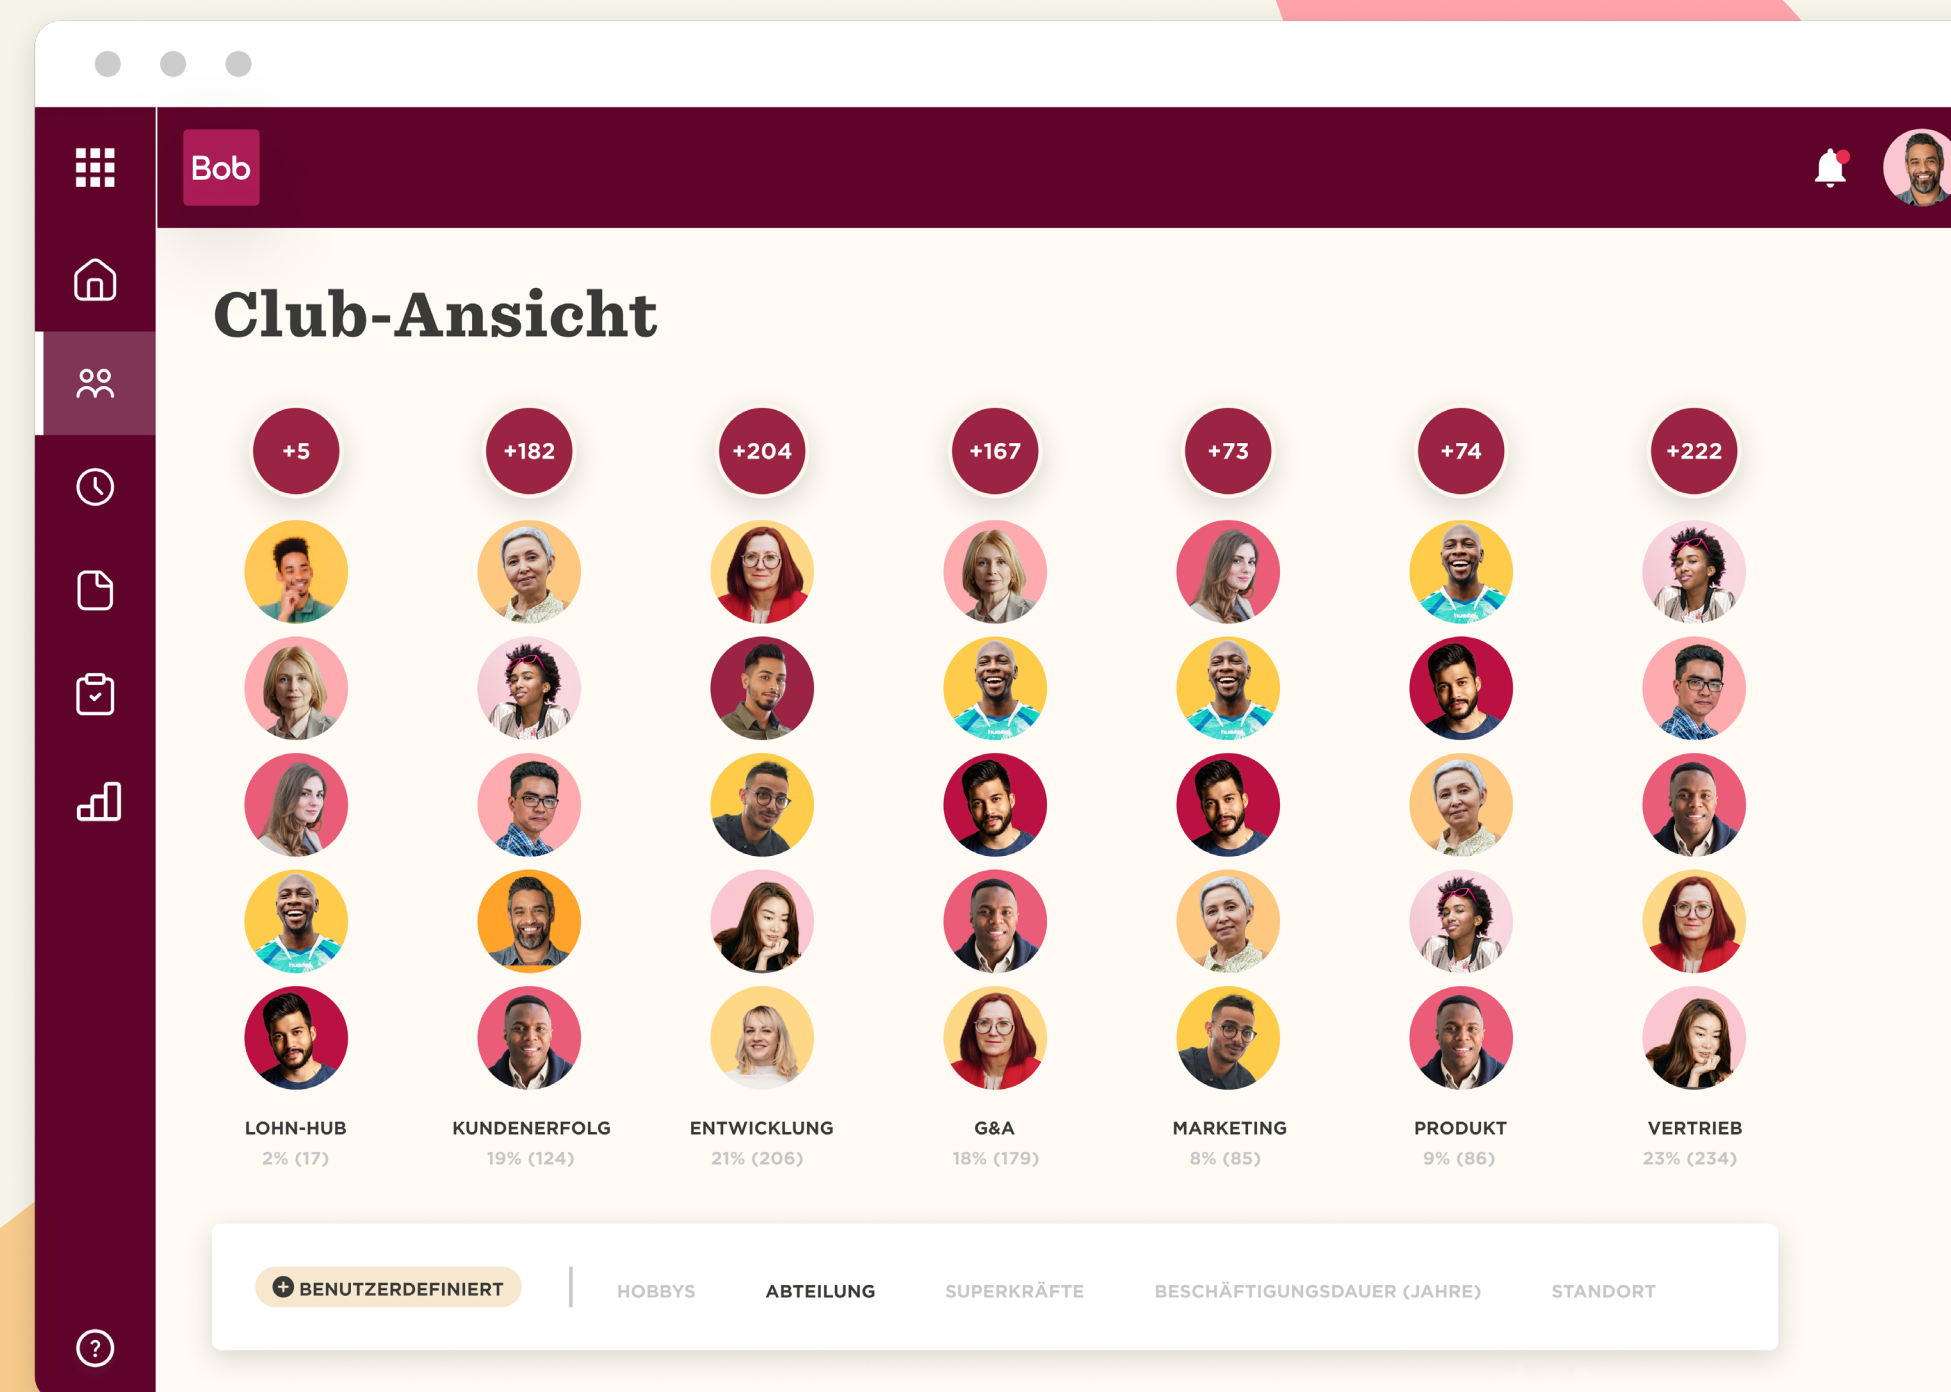 Bob
Club-Ansicht
+5 +182 +204 +167 +73 +74 +222
LOHN-HUB KUNDENERFOLG ENTWICKLUNG G&A MARKETING PRODUKT VERTRIEB
2% (17) 19% (124) 21% (206) 18% (179) 8% (85) 9% (86) 23% (234)
BENUTZERDEFINIERT HOBBYS ABTEILUNG SUPERKRÄFTE BESCHÄFTIGUNGSDAUER (JAHRE) STANDORT
?